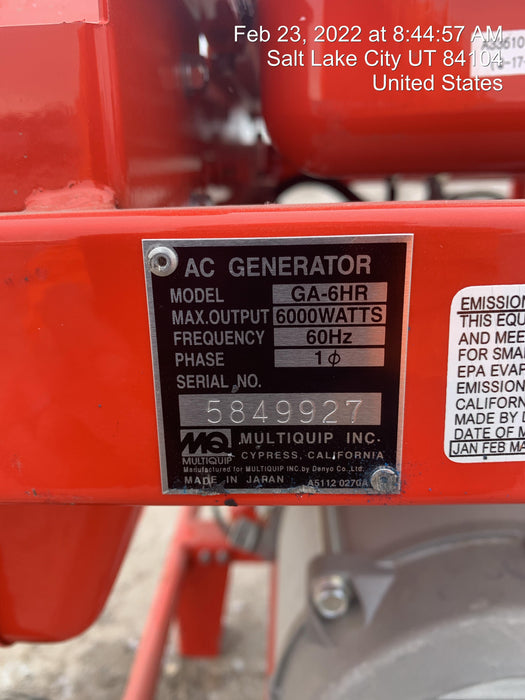 Feb 23, 2022 at 8:44:57 AM
Salt Lake City UT 84104
United States
AC GENERATOR
MODEL GA-6HR
MAX.OUTPUT 6000WATTS
FREQUENCY 60Hz
PHASE 1ϕ
SERIAL NO.
5849927
MQ MULTIQUIP INC.
MULTIQUIP CYPRESS, CALIFORNIA
Manufactured for MULTIQUIP INC. by Denyo Co., Ltd.
MADE IN JAPAN A5112 0270A
EMISSION
THIS EQU
AND MEE
FOR SMA
EPA EVAP
EMISSION
CALIFORN
MADE BY
DATE OF M
JAN FEB MA